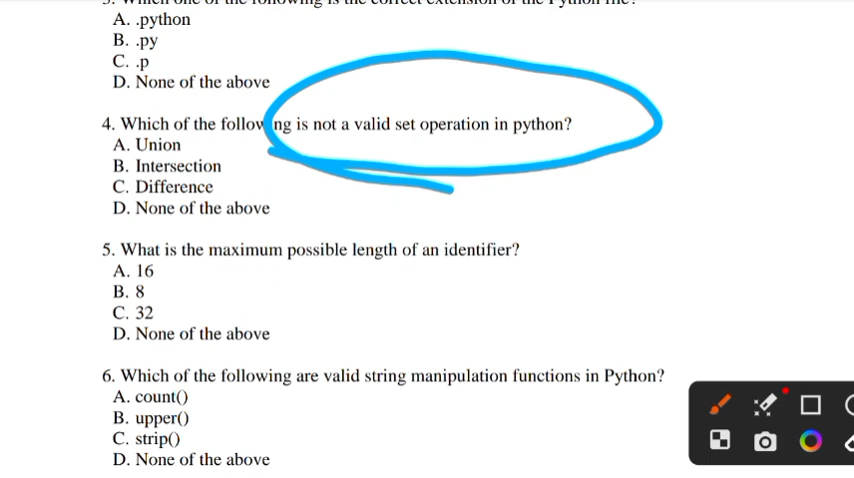 A. .python
B. .py
C. .p
D. None of the above
4. Which of the following is not a valid set operation in python?
A. Union
B. Intersection
C. Difference
D. None of the above
5. What is the maximum possible length of an identifier?
A. 16
B. 8
C. 32
D. None of the above
6. Which of the following are valid string manipulation functions in Python?
A. count()
B. upper()
C. strip()
D. None of the above